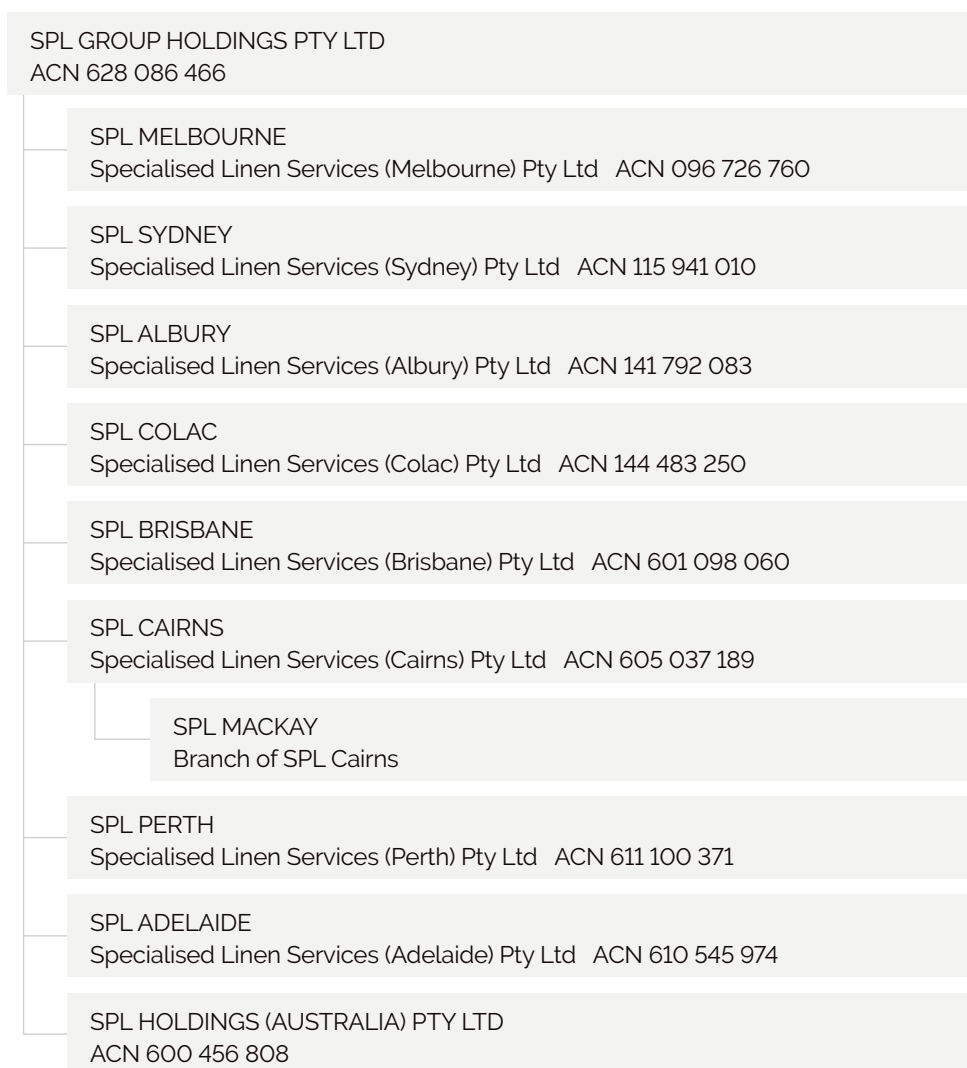 SPL GROUP HOLDINGS PTY LTD
ACN 628 086 466
SPL MELBOURNE
Specialised Linen Services (Melbourne) Pty Ltd ACN 096 726 760
SPL SYDNEY
Specialised Linen Services (Sydney) Pty Ltd ACN 115 941 010
SPL ALBURY
Specialised Linen Services (Albury) Pty Ltd ACN 141 792 083
SPL COLAC
Specialised Linen Services (Colac) Pty Ltd ACN 144 483 250
SPL BRISBANE
Specialised Linen Services (Brisbane) Pty Ltd ACN 601 098 060
SPL CAIRNS
Specialised Linen Services (Cairns) Pty Ltd ACN 605 037 189
SPL MACKAY
Branch of SPL Cairns
SPL PERTH
Specialised Linen Services (Perth) Pty Ltd ACN 611 100 371
SPL ADELAIDE
Specialised Linen Services (Adelaide) Pty Ltd ACN 610 545 974
SPL HOLDINGS (AUSTRALIA) PTY LTD
ACN 600 456 808